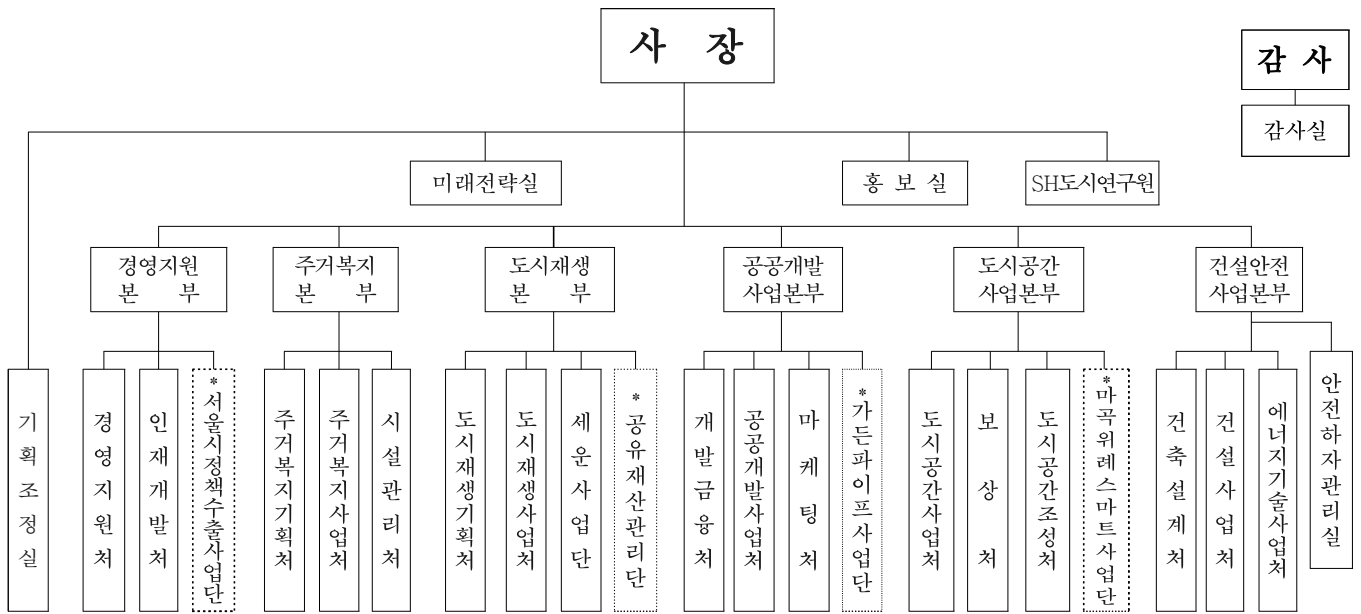 사 장
감 사
감사실
미래전략실
홍 보 실
SH도시연구원
경영지원
본 부
주거복지
본 부
도시재생
본 부
공공개발
사업본부
도시공간
사업본부
건설안전
사업본부
기획조정실
경영지원처
인재개발처
*서울시정책수출사업단
주거복지기획처
주거복지사업처
시설관리처
도시재생기획처
도시재생사업처
세운사업단
*공유재산관리단
개발금융처
공공개발사업처
마케팅처
*가든파이프사업단
도시공간사업처
보상처
도시공간조성처
*마곡위례스마트사업단
건축설계처
건설사업처
에너지기술사업처
안전하자관리실